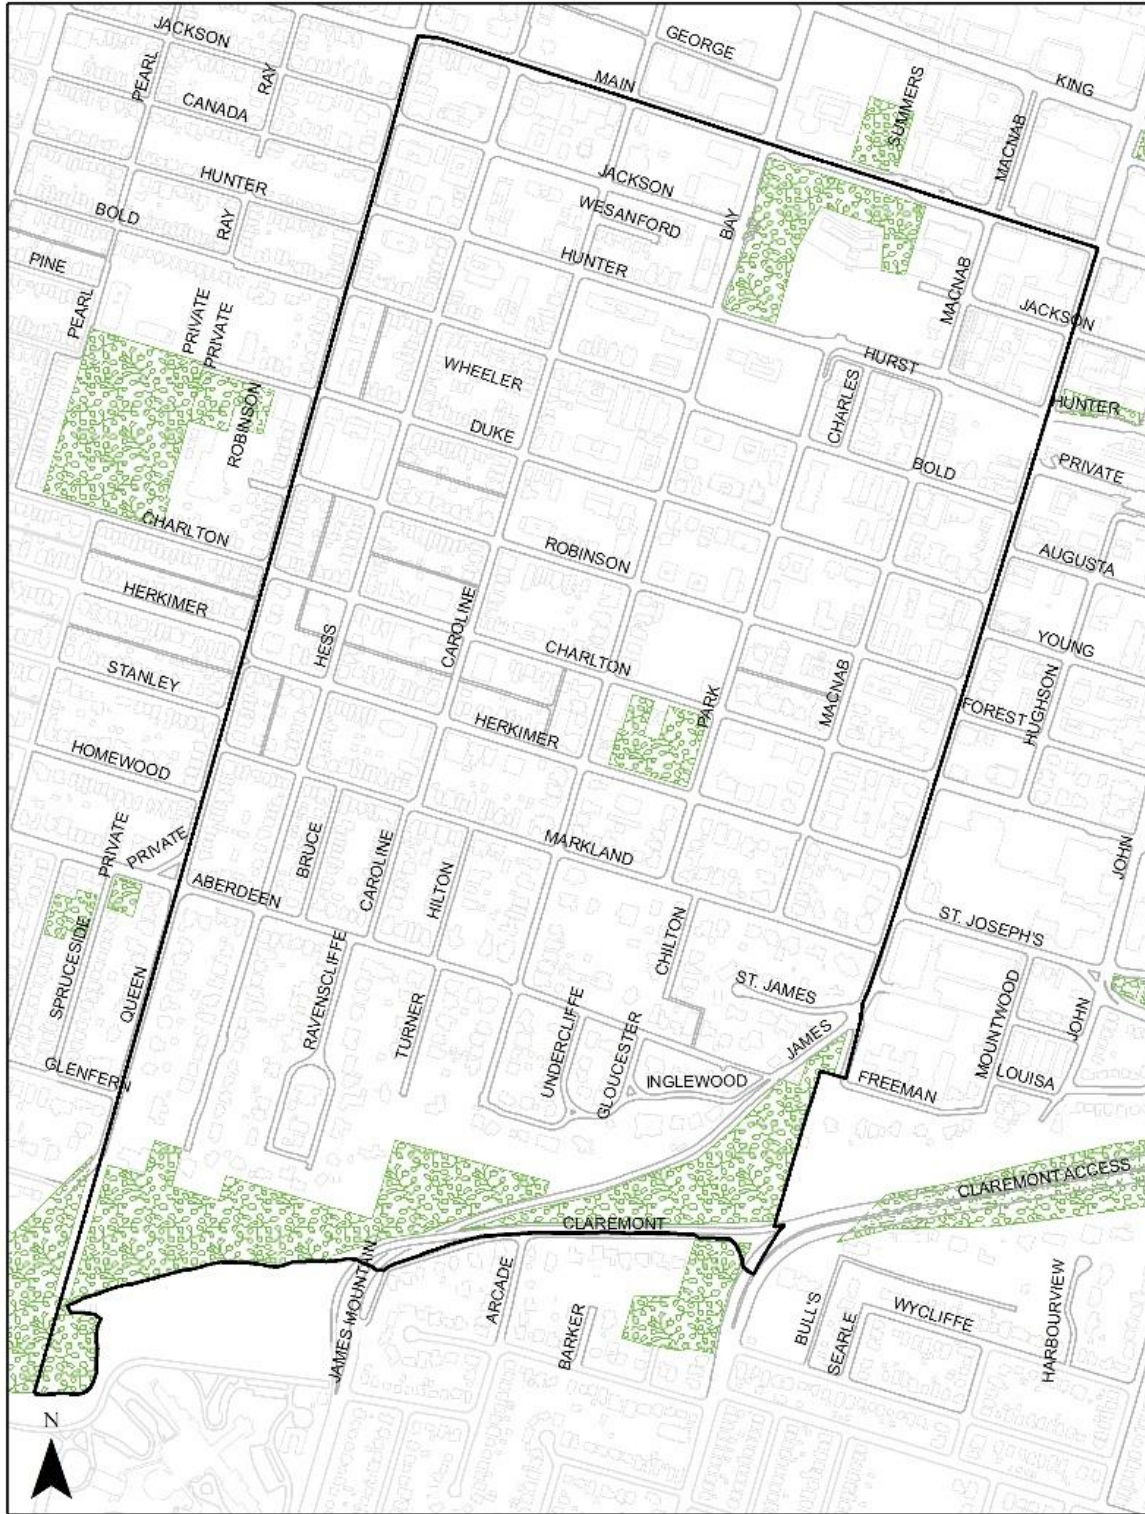 JACKSON
GEORGE
PEARL
RAY
MAIN
KING
SUMMERS
CANADA
MACNAB
HUNTER
JACKSON
WESANFORD
BAY
BOLD
RAY
HUNTER
PINE
MACNAB
PEARL
PRIVATE
PRIVATE
JACKSON
WHEELER
HURST
CHARLES
HUNTER
ROBINSON
DUKE
BOLD
PRIVATE
CHARLTON
ROBINSON
AUGUSTA
HERKIMER
CAROLINE
HESS
CHARLTON
YOUNG
STANLEY
MACNAB
PARK
HERKIMER
FOREST
HUGHSON
HOMEWOOD
PRIVATE
PRIVATE
BRUCE
MARKLAND
JOHN
ABERDEEN
CAROLINE
HILTON
CHILTON
ST. JOSEPH'S
SPRUCESIDE
QUEEN
RAVENSCLIFFE
TURNER
UNDERCLIFFE
ST. JAMES
MOUNTWOOD
JOHN
GLOUCESTER
JAMES
GLENFERN
INGLEWOOD
FREEMAN
LOUISA
CLAREMONT ACCESS
CLAREMONT
JAMES MOUNTAIN
ARCADE
BARKER
BULL'S
SEARLE
WYCLIFFE
HARBOURVIEW
N